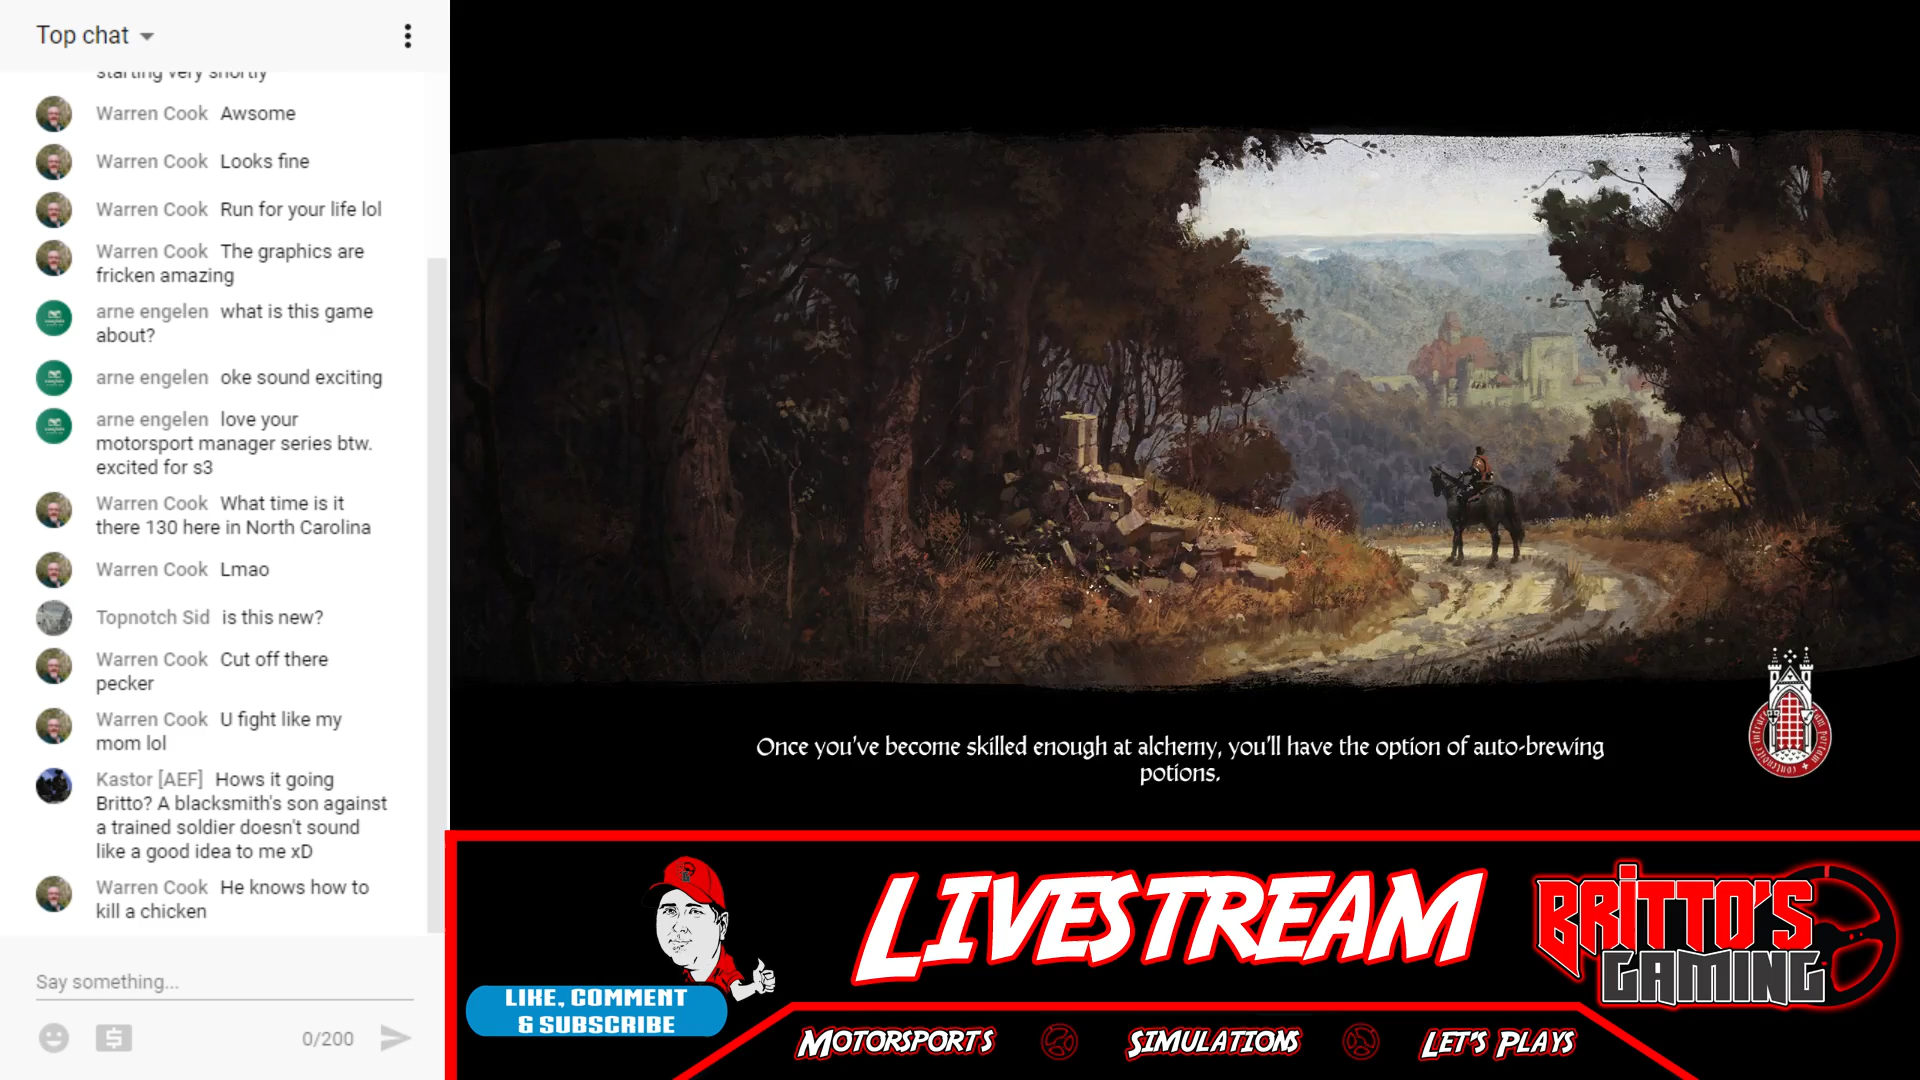 Top chat
starting very shortly
Warren Cook Awsome
Warren Cook Looks fine
Warren Cook Run for your life lol
Warren Cook The graphics are
fricken amazing
arne engelen what is this game
about?
arne engelen oke sound exciting
arne engelen love your
motorsport manager series btw.
excited for s3
Warren Cook What time is it
there 130 here in North Carolina
Warren Cook Lmao
Topnotch Sid is this new?
Warren Cook Cut off there
pecker
Warren Cook U fight like my
mom lol
Kastor [AEF] Hows it going
Britto? A blacksmith's son against
a trained soldier doesn't sound
like a good idea to me xD
Warren Cook He knows how to
kill a chicken
Say something...
0/200
Once you've become skilled enough at alchemy, you'll have the option of auto-brewing
potions.
LIVESTREAM
BRITTO'S
GAMING
LIKE, COMMENT
& SUBSCRIBE
MOTORSPORTS SIMULATIONS LET'S PLAYS